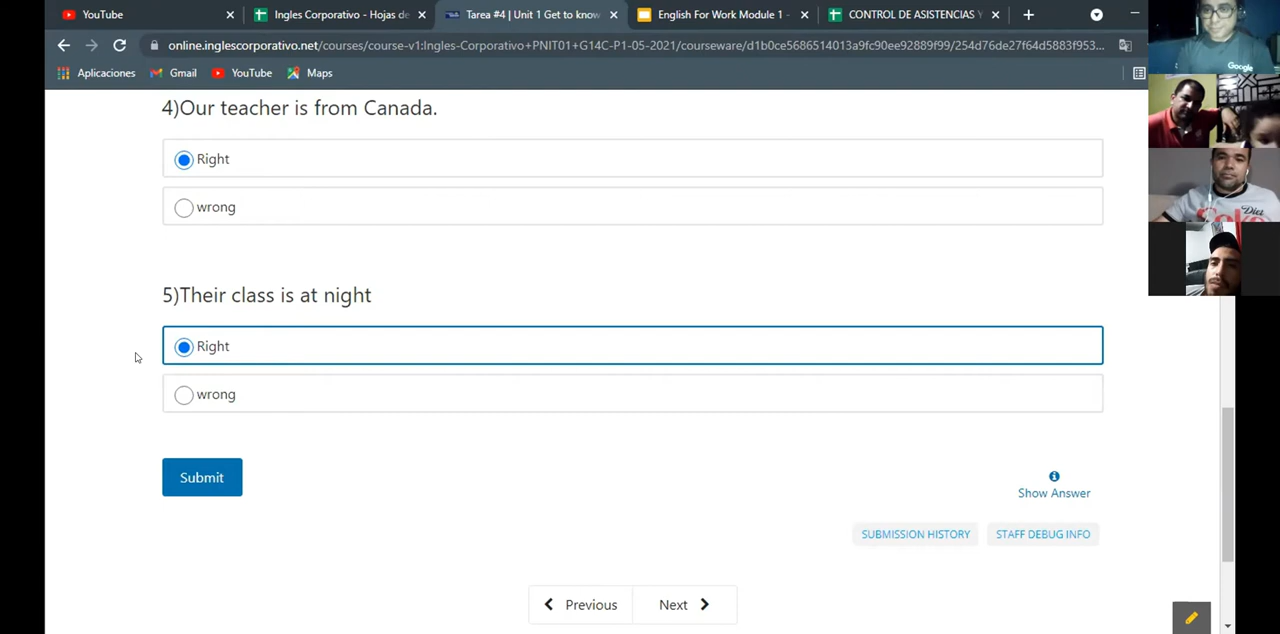 YouTube
Ingles Corporativo - Hojas de
Tarea #4 | Unit 1 Get to know
English For Work Module 1 -
CONTROL DE ASISTENCIAS Y
online.inglescorporativo.net/courses/course-v1:Ingles-Corporativo+PNIT01+G14C-P1-05-2021/courseware/d1b0ce5686514013a9fc90ee92889f99/254d76de27f64d5883f953...
Aplicaciones
Gmail
YouTube
Maps
Google
4)Our teacher is from Canada.
Right
wrong
Diet
Coke
5)Their class is at night
Right
wrong
Submit
Show Answer
SUBMISSION HISTORY
STAFF DEBUG INFO
Previous
Next